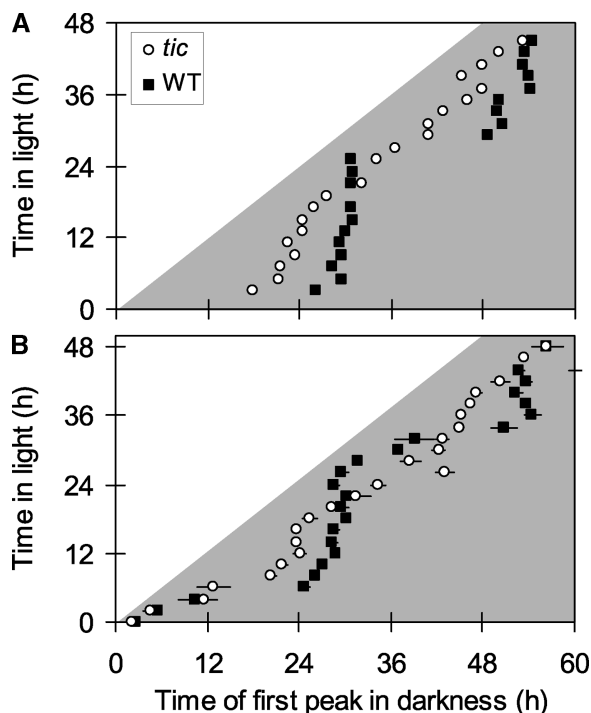 A
48
36
24
12
0
Time in light (h)
tic
WT
B
48
36
24
12
0
Time in light (h)
0 12 24 36 48 60
Time of first peak in darkness (h)